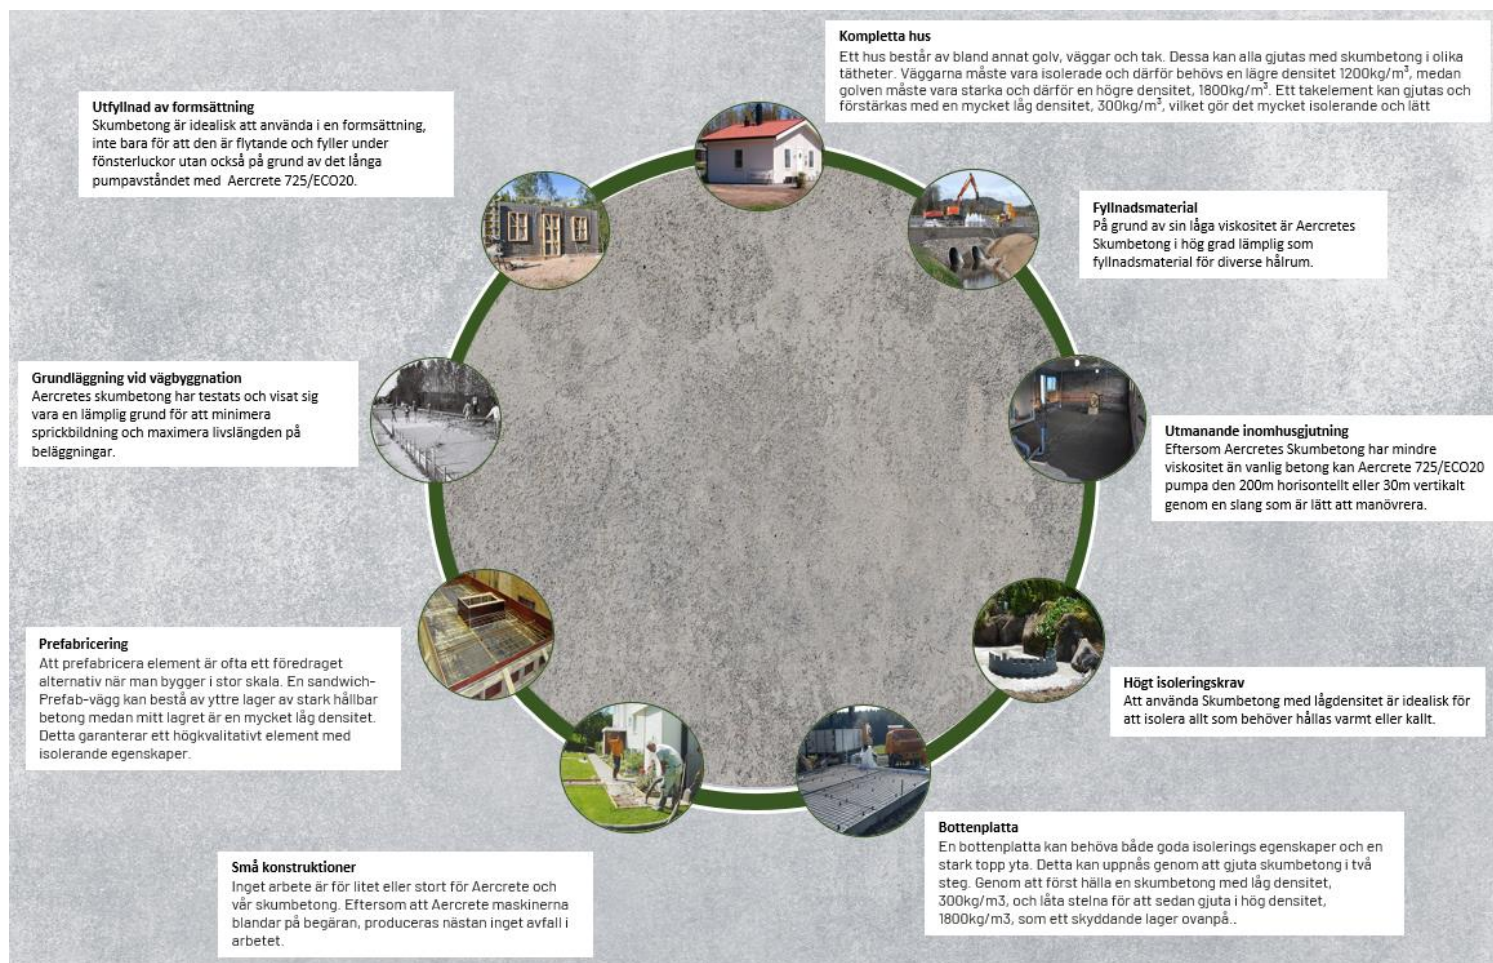 Kompletta hus
Ett hus består av bland annat golv, väggar och tak. Dessa kan alla gjutas med skumbetong i olika
tätheter. Väggarna måste vara isolerade och därför behövs en lägre densitet 1200kg/m³, medan
golven måste vara starka och därför en högre densitet, 1800kg/m³. Ett takelement kan gjutas och
förstärkas med en mycket låg densitet, 300kg/m³, vilket gör det mycket isolerande och lätt
Utfyllnad av formsättning
Skumbetong är idealisk att använda i en formsättning,
inte bara för att den är flytande och fyller under
fönsterluckor utan också på grund av det långa
pumpavståndet med Aercrete 725/ECO20.
Fyllnadsmaterial
På grund av sin låga viskositet är Aercretes
Skumbetong i hög grad lämplig som
fyllnadsmaterial för diverse hålrum.
Grundläggning vid vägbyggnation
Aercretes skumbetong har testats och visat sig
vara en lämplig grund för att minimera
sprickbildning och maximera livslängden på
beläggningar.
Utmanande inomhusgjutning
Eftersom Aercretes Skumbetong har mindre
viskositet än vanlig betong kan Aercrete 725/ECO20
pumpa den 200m horisontellt eller 30m vertikalt
genom en slang som är lätt att manövrera.
Prefabricering
Att prefabricera element är ofta ett föredraget
alternativ när man bygger i stor skala. En sandwich-
Prefab-vägg kan bestå av yttre lager av stark hållbar
betong medan mitt lagret är en mycket låg densitet.
Detta garanterar ett högkvalitativt element med
isolerande egenskaper.
Högt isoleringskrav
Att använda Skumbetong med lågdensitet är idealisk för
att isolera allt som behöver hållas varmt eller kallt.
Små konstruktioner
Inget arbete är för litet eller stort för Aercrete och
vår skumbetong. Eftersom att Aercrete maskinerna
blandar på begäran, produceras nästan inget avfall i
arbetet.
Bottenplatta
En bottenplatta kan behöva både goda isolerings egenskaper och en
stark topp yta. Detta kan uppnås genom att gjuta skumbetong i två
steg. Genom att först hälla en skumbetong med låg densitet,
300kg/m3, och låta stelna för att sedan gjuta i hög densitet,
1800kg/m3, som ett skyddande lager ovanpå..